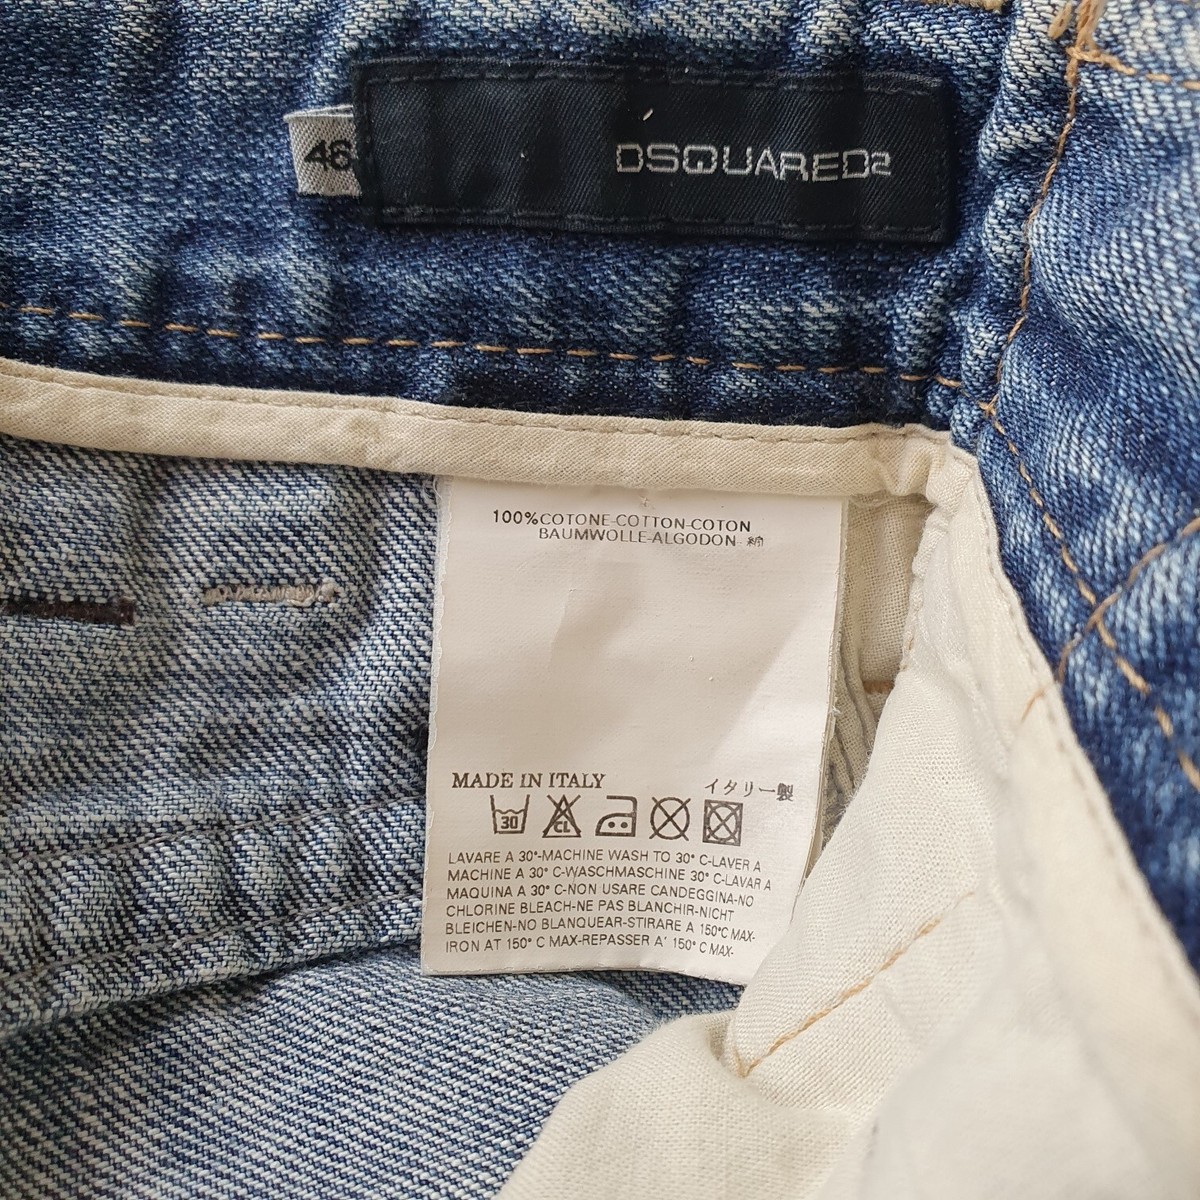 48
DSQUARED2
100%COTONE-COTTON-COTON
BAUMWOLLE-ALGODON- 綿
MADE IN ITALY イタリー製
30 CL
LAVARE A 30°-MACHINE WASH TO 30° C-LAVER A
MACHINE A 30° C-WASCHMASCHINE 30° C-LAVAR A
MAQUINA A 30° C-NON USARE CANDEGGINA-NO
CHLORINE BLEACH-NE PAS BLANCHIR-NICHT
BLEICHEN-NO BLANQUEAR-STIRARE A 150°C MAX-
IRON AT 150° C MAX-REPASSER A' 150° C MAX-